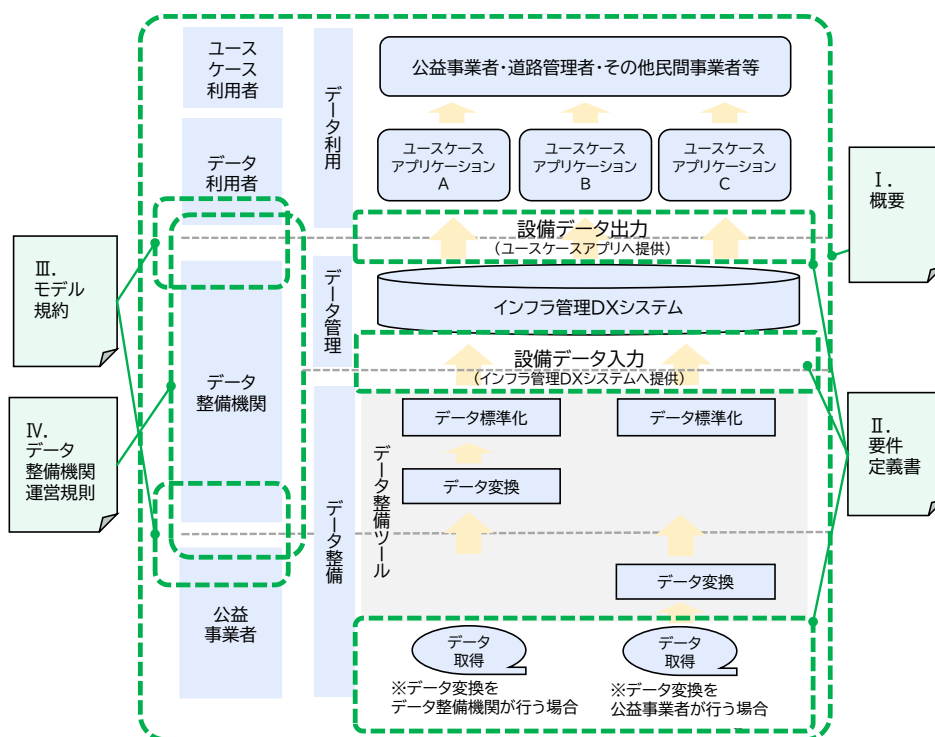 ユース
ケース
利用者
データ
利用者
データ
整備機関
公益
事業者
データ利用
データ管理
データ整備
公益事業者・道路管理者・その他民間事業者等
ユースケース
アプリケーション
A
ユースケース
アプリケーション
B
ユースケース
アプリケーション
C
設備データ出力
(ユースケースアプリへ提供)
インフラ管理DXシステム
設備データ入力
(インフラ管理DXシステムへ提供)
データ整備ツール
データ標準化
データ標準化
データ変換
データ変換
データ
取得
データ
取得
※データ変換を
データ整備機関が行う場合
※データ変換を
公益事業者が行う場合
Ⅰ.
概要
Ⅱ.
要件
定義書
Ⅲ.
モデル
規約
Ⅳ.
データ
整備機関
運営規則